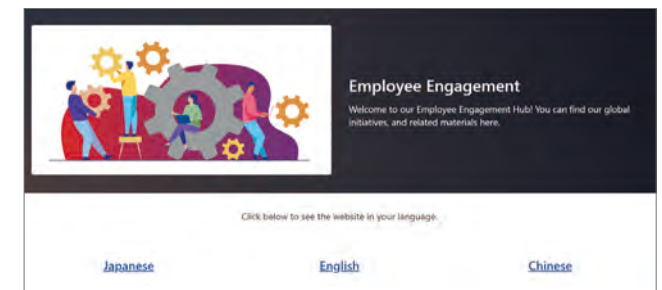 Employee Engagement
Welcome to our Employee Engagement Hub! You can find our global
initiatives, and related materials here.
Click below to see the website in your language.
Japanese
English
Chinese